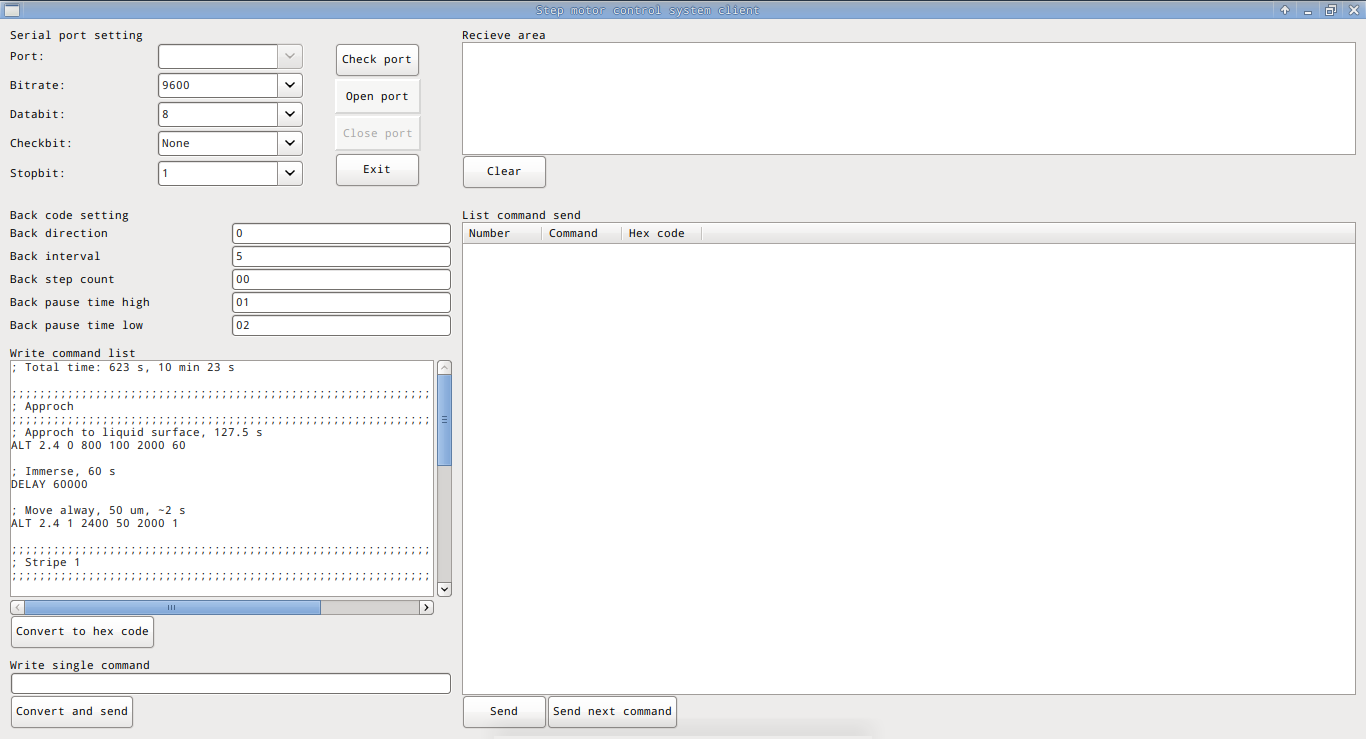 Step motor control system client
Serial port setting
Port:
Check port
Bitrate:
9600
Open port
Databit:
8
Checkbit:
None
Close port
Stopbit:
1
Exit
Recieve area
Clear
Back code setting
Back direction
0
Back interval
5
Back step count
00
Back pause time high
01
Back pause time low
02
Write command list
; Total time: 623 s, 10 min 23 s
;;;;;;;;;;;;;;;;;;;;;;;;;;;;;;;;;;;;;;;;;;;;;;;;;;;;;;;;;;;;
; Approch
;;;;;;;;;;;;;;;;;;;;;;;;;;;;;;;;;;;;;;;;;;;;;;;;;;;;;;;;;;;;
; Approch to liquid surface, 127.5 s
ALT 2.4 0 800 100 2000 60
; Immerse, 60 s
DELAY 60000
; Move alway, 50 um, ~2 s
ALT 2.4 1 2400 50 2000 1
;;;;;;;;;;;;;;;;;;;;;;;;;;;;;;;;;;;;;;;;;;;;;;;;;;;;;;;;;;;;
; Stripe 1
;;;;;;;;;;;;;;;;;;;;;;;;;;;;;;;;;;;;;;;;;;;;;;;;;;;;;;;;;;;;
Convert to hex code
Write single command
Convert and send
List command send
Number Command Hex code
Send
Send next command